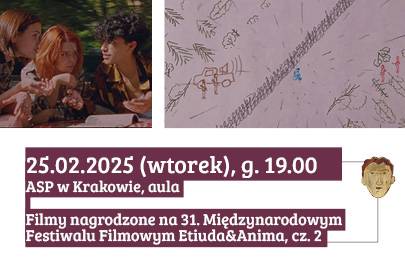 25.02.2025 (wtorek), g. 19.00
ASP w Krakowie, aula
Filmy nagrodzone na 31. Międzynarodowym
Festiwalu Filmowym Etiuda&Anima, cz. 2